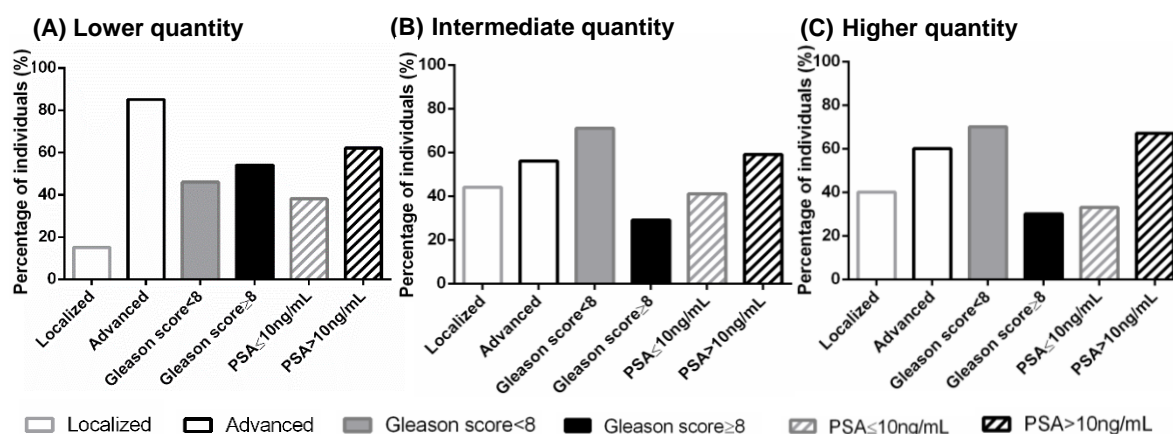 (A) Lower quantity
Percentage of individuals (%)
100
80
60
40
20
0
Localized
Advanced
Gleason score<8
Gleason score≥8
PSA≤10ng/mL
PSA>10ng/mL
(B) Intermediate quantity
Percentage of individuals (%)
100
80
60
40
20
0
Localized
Advanced
Gleason score<8
Gleason score≥8
PSA≤10ng/mL
PSA>10ng/mL
(C) Higher quantity
Percentage of individuals (%)
100
80
60
40
20
0
Localized
Advanced
Gleason score<8
Gleason score≥8
PSA≤10ng/mL
PSA>10ng/mL
Localized Advanced Gleason score<8 Gleason score≥8 PSA≤10ng/mL PSA>10ng/mL